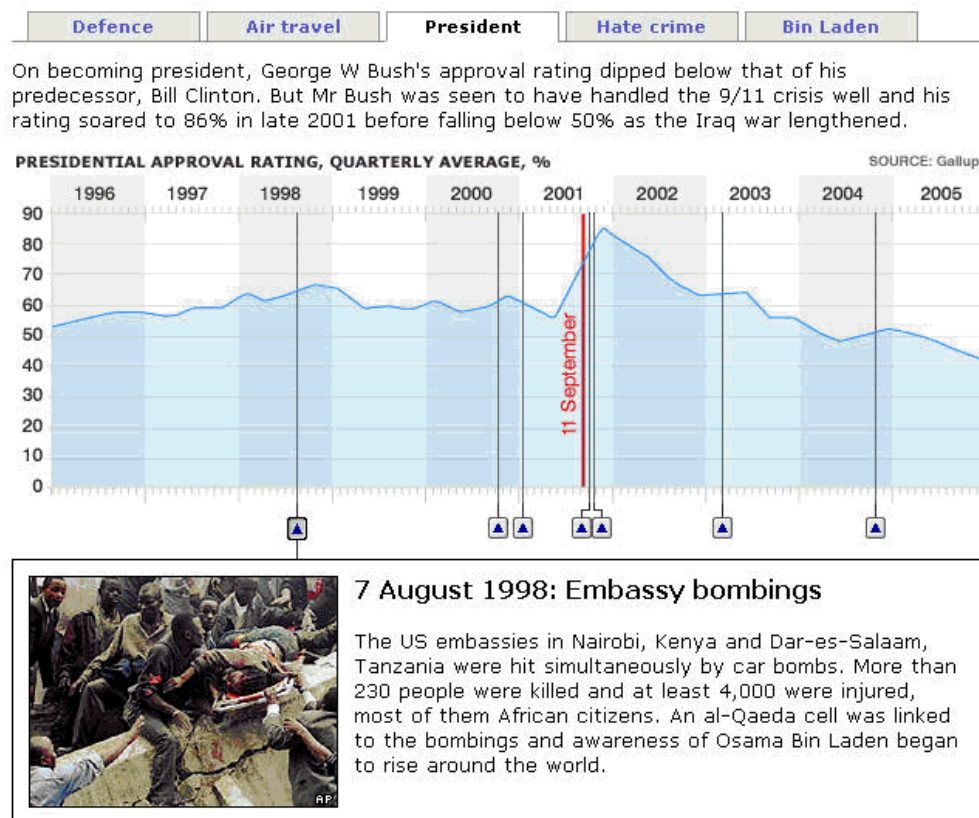 Defence Air travel President Hate crime Bin Laden
On becoming president, George W Bush's approval rating dipped below that of his
predecessor, Bill Clinton. But Mr Bush was seen to have handled the 9/11 crisis well and his
rating soared to 86% in late 2001 before falling below 50% as the Iraq war lengthened.
PRESIDENTIAL APPROVAL RATING, QUARTERLY AVERAGE, % SOURCE: Gallup
1996 1997 1998 1999 2000 2001 2002 2003 2004 2005
90
80
70
60
50
40
30
20
10
0
11 September
7 August 1998: Embassy bombings
The US embassies in Nairobi, Kenya and Dar-es-Salaam,
Tanzania were hit simultaneously by car bombs. More than
230 people were killed and at least 4,000 were injured,
most of them African citizens. An al-Qaeda cell was linked
to the bombings and awareness of Osama Bin Laden began
to rise around the world.
AP